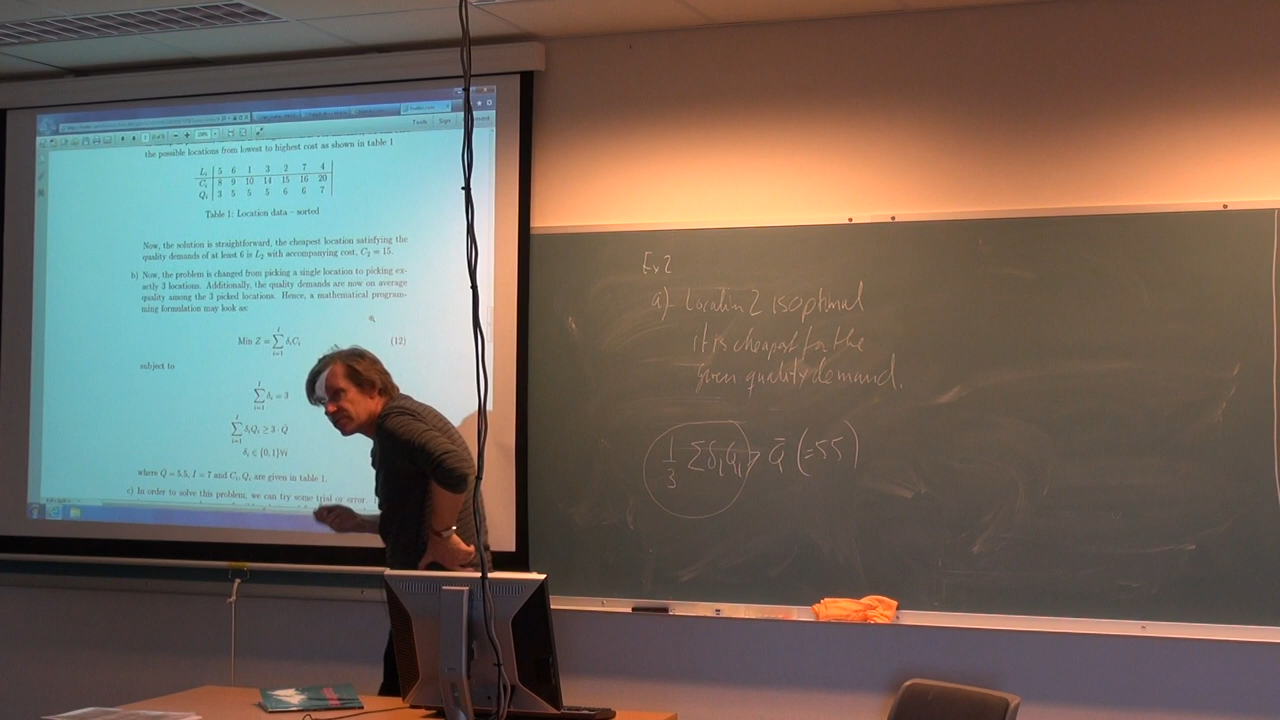 the possible locations from lowest to highest cost as shown in table 1
Lᵢ 5 6 1 3 2 7 4
Cᵢ 8 9 10 14 15 16 20
Qᵢ 3 5 5 5 6 6 7
Table 1: Location data – sorted
Now, the solution is straightforward, the cheapest location satisfying the
quality demands of at least 6 is L₂ with accompanying cost, C₂ = 15.
b) Now, the problem is changed from picking a single location to picking ex-
actly 3 locations. Additionally, the quality demands are now on average
quality among the 3 picked locations. Hence, a mathematical program-
ming formulation may look as:
Min Z = ∑ᵢ₌₁ᴵ δᵢCᵢ (12)
subject to
∑ᵢ₌₁ᴵ δᵢ = 3
∑ᵢ₌₁ᴵ δᵢQᵢ ≥ 3 · Q̄
δᵢ ∈ {0, 1}∀i
where Q̄ = 5.5, I = 7 and Cᵢ, Qᵢ are given in table 1.
c) In order to solve this problem, we can try some trial or error.
Tools Sign
Ex 2
a) Location 2 is optimal
it is cheapest for the
given quality demand.
1/3 ∑δᵢQᵢ ≥ Q̄ (=5.5)